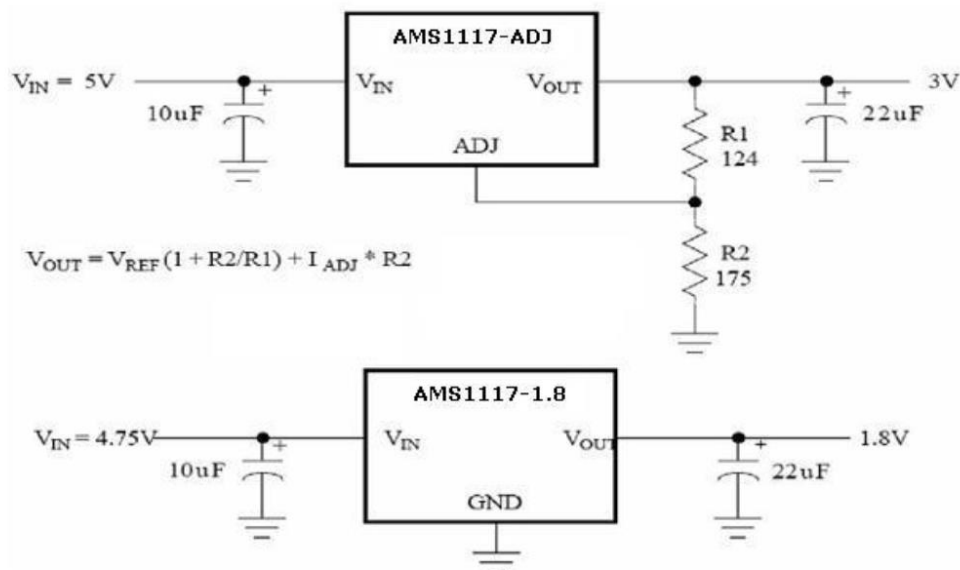 AMS1117-ADJ
VIN = 5V
VIN
VOUT
3V
10uF
+
ADJ
R1
124
+
22uF
VOUT = VREF (1 + R2/R1) + I ADJ * R2
R2
175
AMS1117-1.8
VIN = 4.75V
VIN
VOUT
1.8V
10uF
+
GND
+
22uF